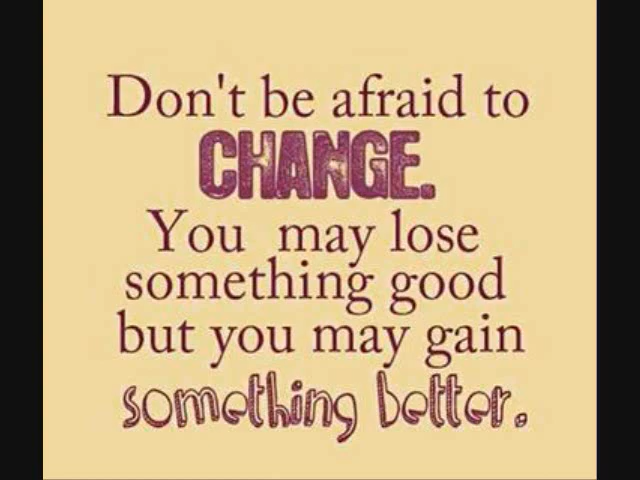 Don't be afraid to
CHANGE.
You may lose
something good
but you may gain
something better.